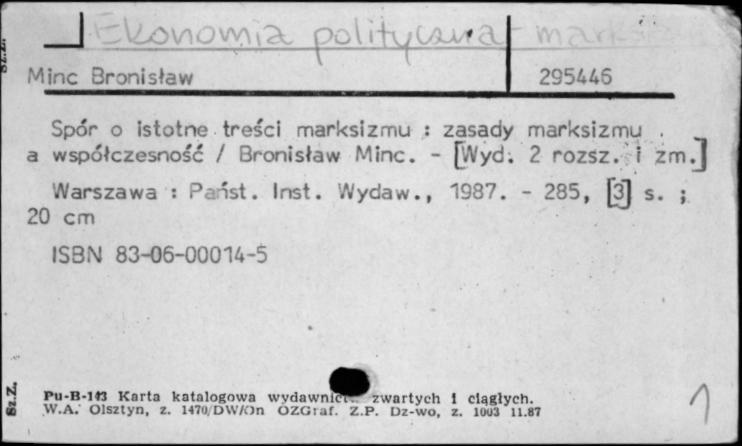 Ekonomia polityczna - marks
Minc Bronisław 295446
Spór o istotne treści marksizmu : zasady marksizmu
a współczesność / Bronisław Minc. - [Wyd. 2 rozsz. i zm.]
Warszawa : Państ. Inst. Wydaw., 1987. - 285, [3] s. ;
20 cm
ISBN 83-06-00014-5
Pu-B-143 Karta katalogowa wydawnict zwartych i ciągłych.
W.A. Olsztyn, z. 1470/DW/On OZGraf. Z.P. Dz-wo, z. 1003 11.87
1
Sz.Z.
Sz.Z.